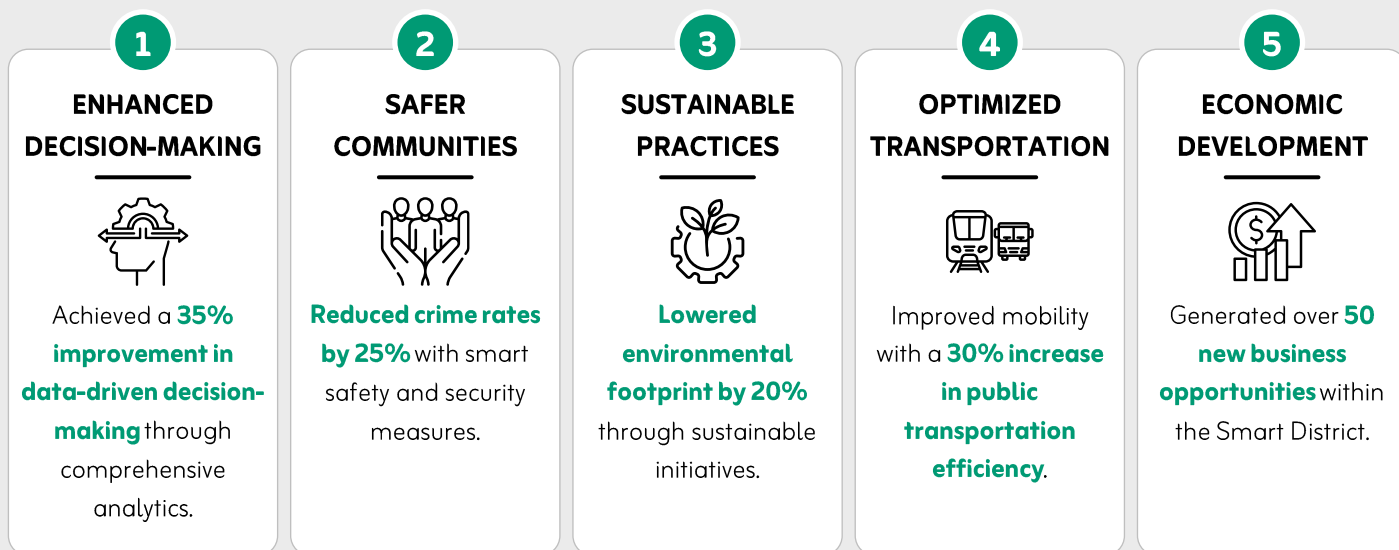 1
ENHANCED
DECISION-MAKING
Achieved a 35%
improvement in
data-driven decision-
making through
comprehensive
analytics.
2
SAFER
COMMUNITIES
Reduced crime rates
by 25% with smart
safety and security
measures.
3
SUSTAINABLE
PRACTICES
Lowered
environmental
footprint by 20%
through sustainable
initiatives.
4
OPTIMIZED
TRANSPORTATION
Improved mobility
with a 30% increase
in public
transportation
efficiency.
5
ECONOMIC
DEVELOPMENT
$
Generated over 50
new business
opportunities within
the Smart District.